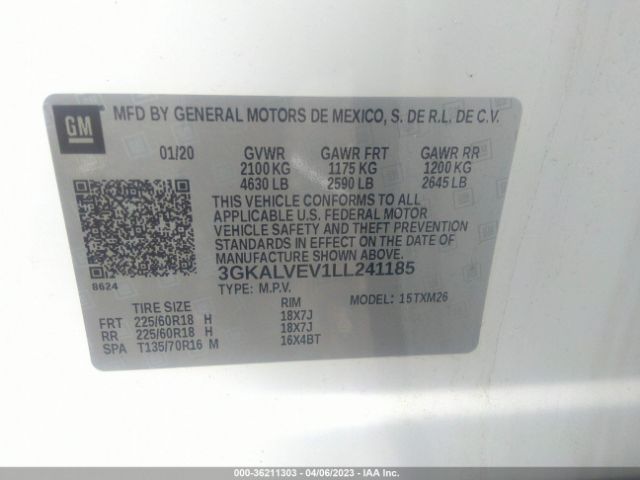 GM
MFD BY GENERAL MOTORS DE MEXICO, S. DE R.L. DE C.V.
01/20 GVWR GAWR FRT GAWR RR
2100 KG 1175 KG 1200 KG
4630 LB 2590 LB 2645 LB
THIS VEHICLE CONFORMS TO ALL
APPLICABLE U.S. FEDERAL MOTOR
VEHICLE SAFETY AND THEFT PREVENTION
STANDARDS IN EFFECT ON THE DATE OF
MANUFACTURE SHOWN ABOVE.
8624 3GKALVEV1LL241185
TYPE: M.P.V.
TIRE SIZE RIM MODEL: 15TXM26
FRT 225/60R18 H 18X7J
RR 225/60R18 H 18X7J
SPA T135/70R16 M 16X4BT
© COPART - 36211303 - 04/06/2023 - IAA LLC